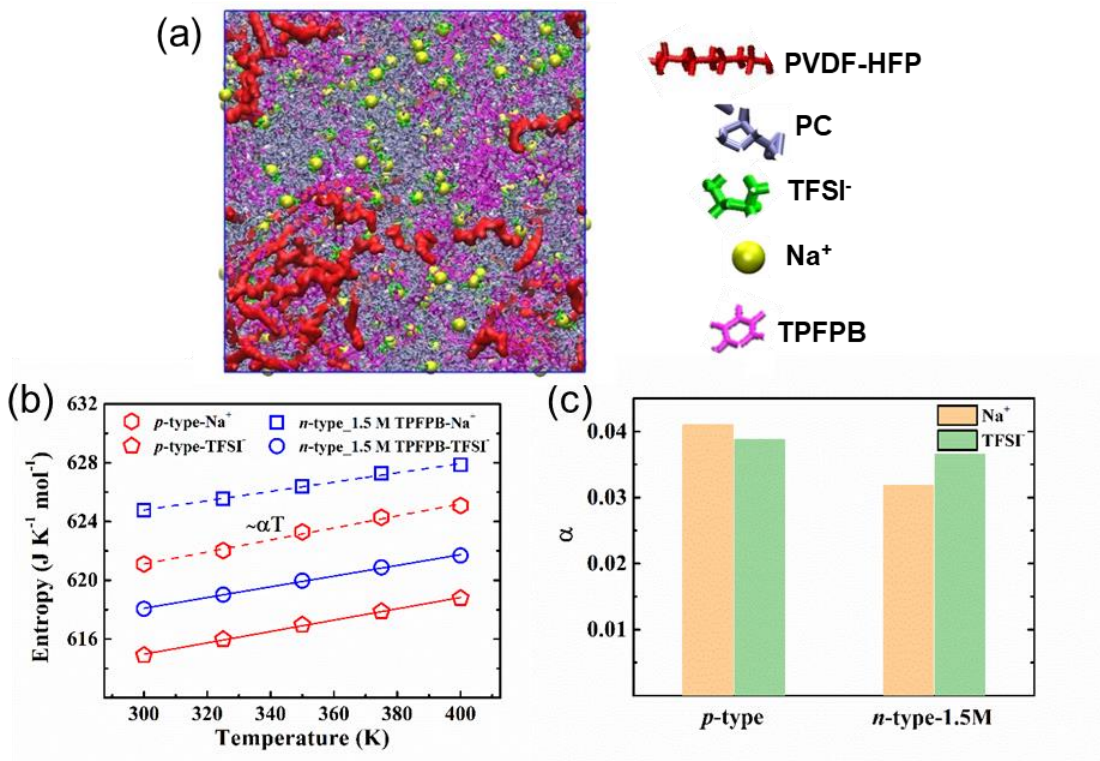 (a)
PVDF-HFP
PC
TFSI-
Na+
TPFPB
(b)
632
628
624
620
616
Entropy (J K-1 mol-1)
p-type-Na+
p-type-TFSI-
n-type_1.5 M TPFPB-Na+
n-type_1.5 M TPFPB-TFSI-
~αT
300 320 340 360 380 400
Temperature (K)
(c)
0.04
0.03
0.02
0.01
α
Na+
TFSI-
p-type n-type-1.5M